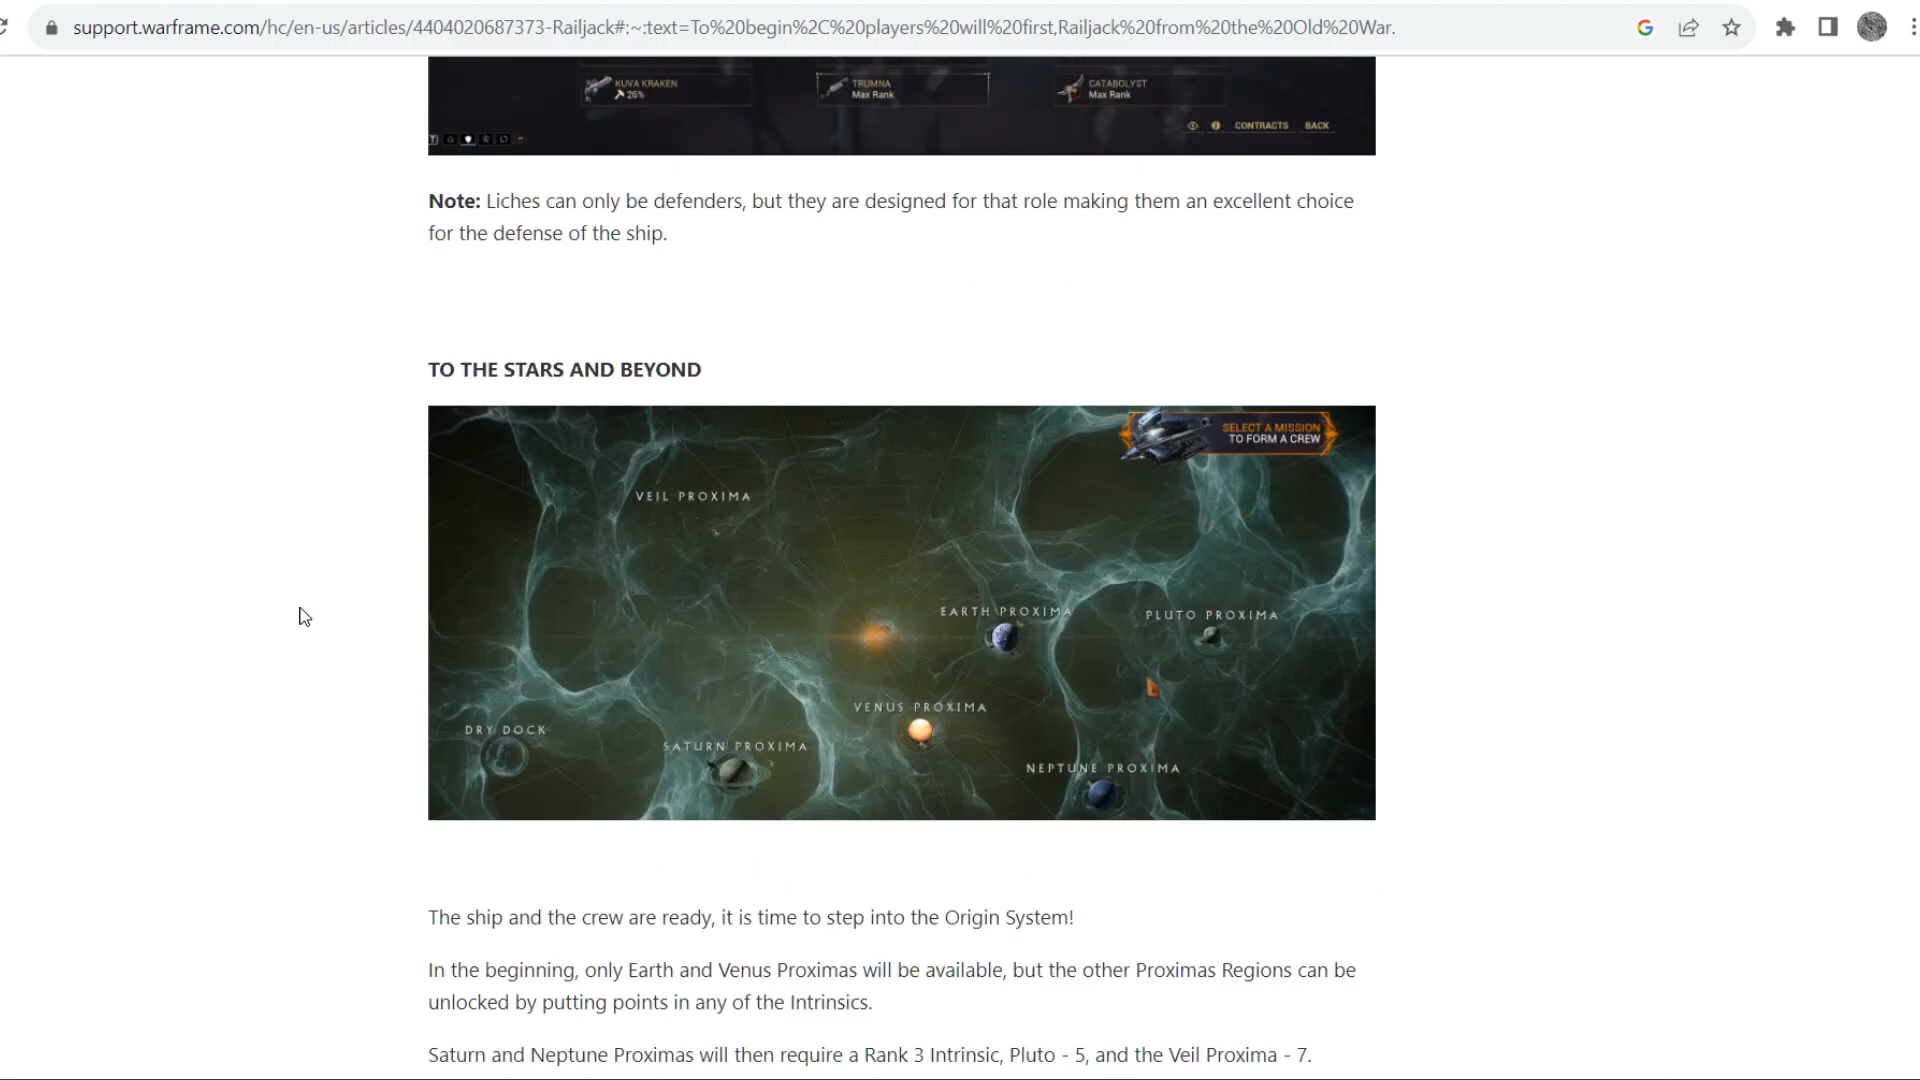 support.warframe.com/hc/en-us/articles/4404020687373-Railjack#:~:text=To%20begin%2C%20players%20will%20first,Railjack%20from%20the%20Old%20War.
KUVA KRAKEN
26%
TRUMNA
Max Rank
CATABOLYST
Max Rank
CONTRACTS BACK
Note: Liches can only be defenders, but they are designed for that role making them an excellent choice
for the defense of the ship.
TO THE STARS AND BEYOND
SELECT A MISSION
TO FORM A CREW
VEIL PROXIMA
EARTH PROXIMA
PLUTO PROXIMA
VENUS PROXIMA
DRY DOCK
SATURN PROXIMA
NEPTUNE PROXIMA
The ship and the crew are ready, it is time to step into the Origin System!
In the beginning, only Earth and Venus Proximas will be available, but the other Proximas Regions can be
unlocked by putting points in any of the Intrinsics.
Saturn and Neptune Proximas will then require a Rank 3 Intrinsic, Pluto - 5, and the Veil Proxima - 7.